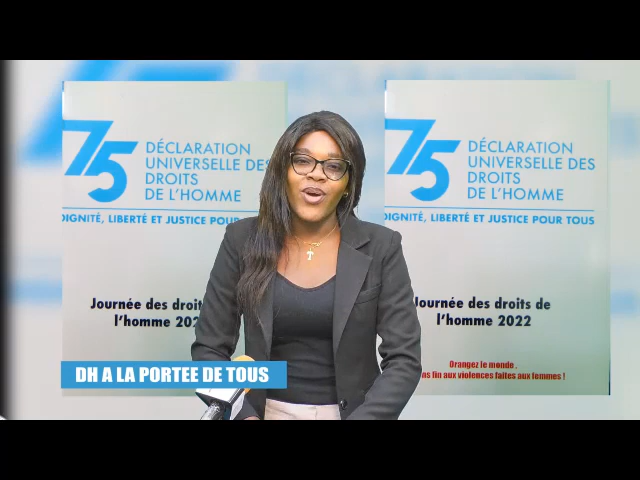 75 DÉCLARATION
UNIVERSELLE DES
DROITS
DE L'HOMME
DIGNITÉ, LIBERTÉ ET JUSTICE POUR
Journée des droits
l'homme
DH A LA PORTEE DE TOUS
75 DÉCLARATION
UNIVERSELLE DES
DROITS
DE L'HOMME
DIGNITÉ, LIBERTÉ ET JUSTICE POUR TOUS
Journée des droits de
l'homme 2022
Orangez le monde .
fin aux violences faites aux femmes !